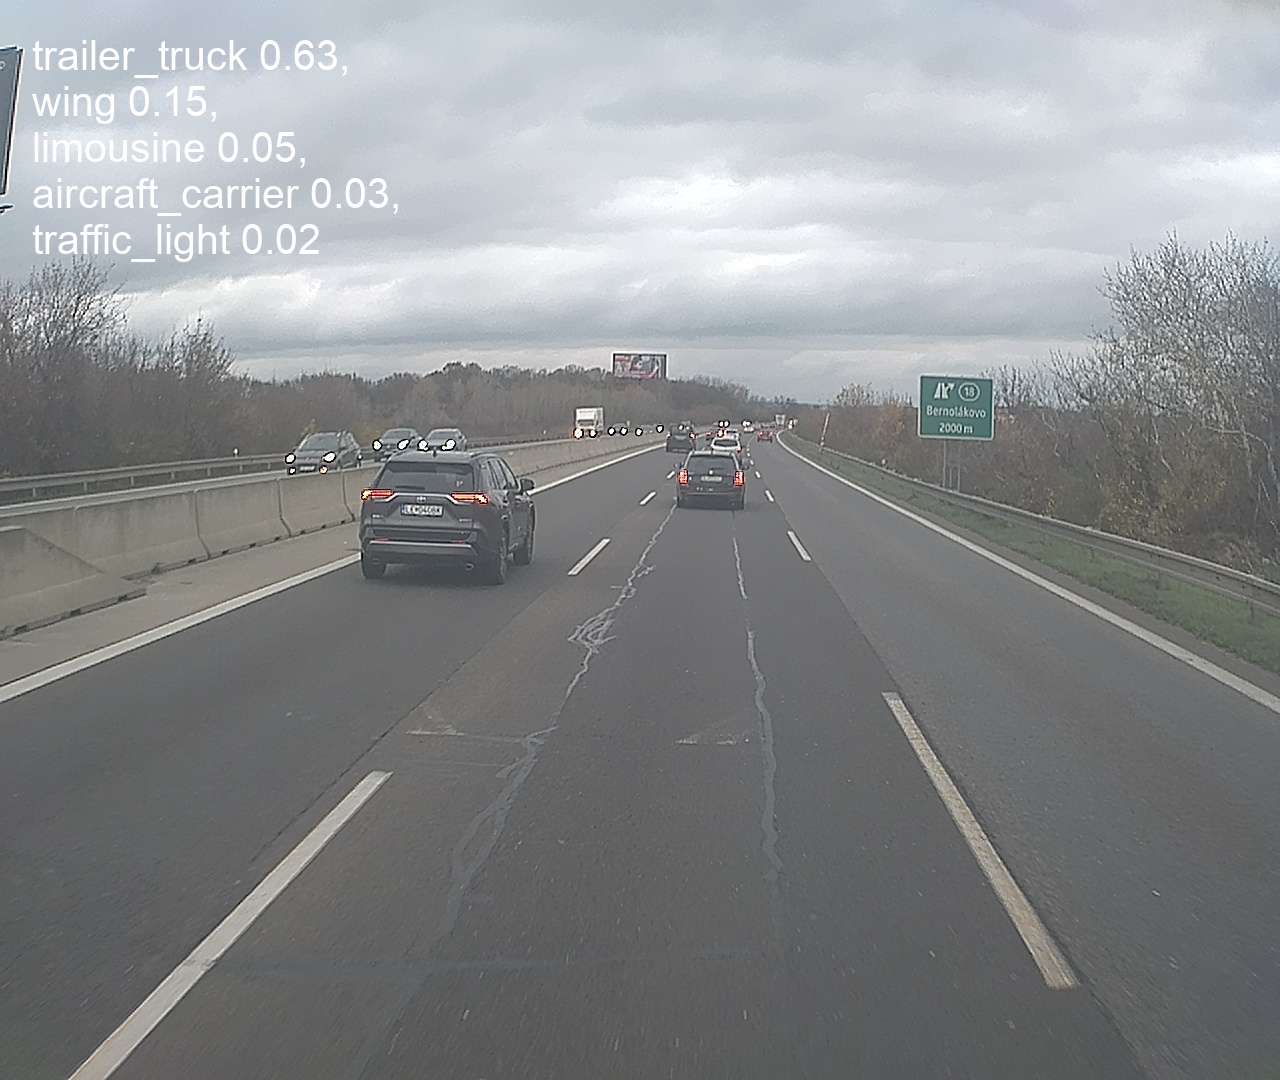 trailer_truck 0.63,
wing 0.15,
limousine 0.05,
aircraft_carrier 0.03,
traffic_light 0.02
18
Bernolákovo
2000 m